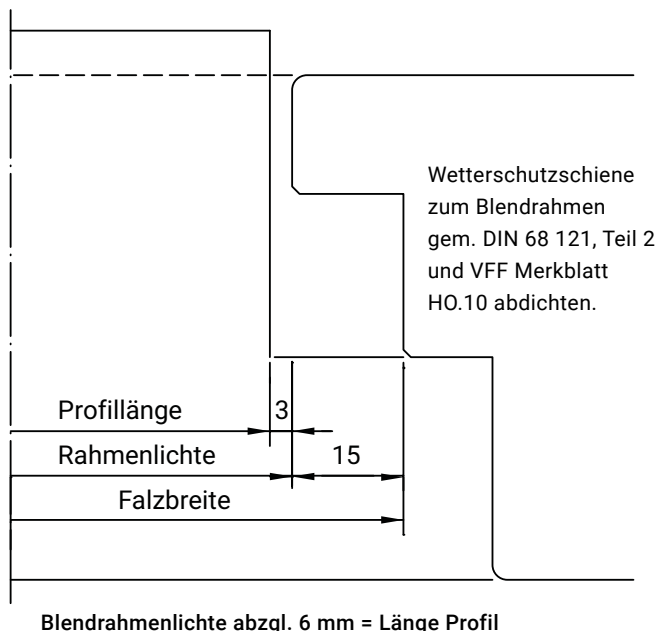 Wetterschutzschiene
zum Blendrahmen
gem. DIN 68 121, Teil 2
und VFF Merkblatt
HO.10 abdichten.
Profillänge 3
Rahmenlichte 15
Falzbreite
Blendrahmenlichte abzgl. 6 mm = Länge Profil